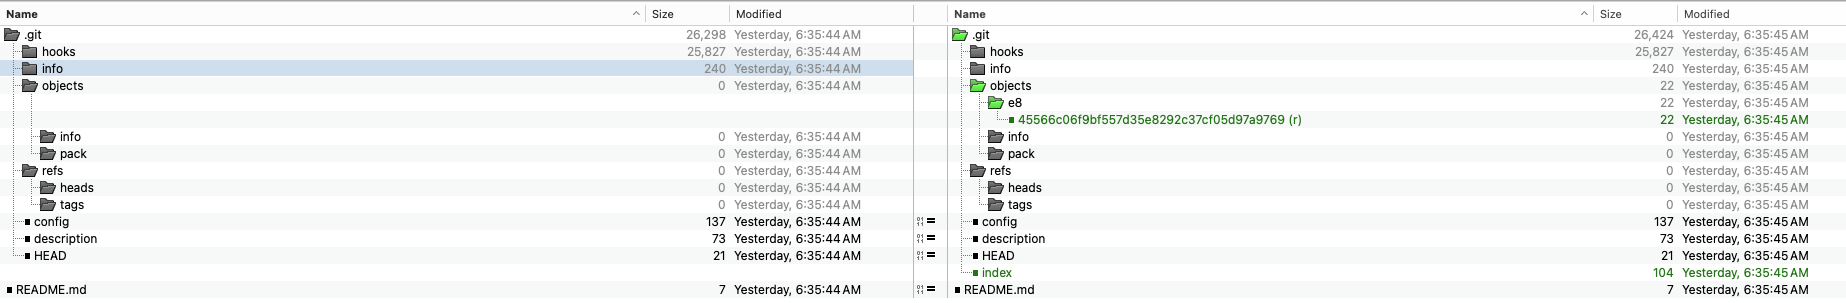 Name Size Modified Name Size Modified
.git 26,298 Yesterday, 6:35:44 AM .git 26,424 Yesterday, 6:35:45 AM
hooks 25,827 Yesterday, 6:35:44 AM hooks 25,827 Yesterday, 6:35:45 AM
info 240 Yesterday, 6:35:44 AM info 240 Yesterday, 6:35:45 AM
objects 0 Yesterday, 6:35:44 AM objects 22 Yesterday, 6:35:45 AM
e8 22 Yesterday, 6:35:45 AM
45566c06f9bf557d35e8292c37cf05d97a9769 (r) 22 Yesterday, 6:35:45 AM
info 0 Yesterday, 6:35:44 AM info 0 Yesterday, 6:35:45 AM
pack 0 Yesterday, 6:35:44 AM pack 0 Yesterday, 6:35:45 AM
refs 0 Yesterday, 6:35:44 AM refs 0 Yesterday, 6:35:45 AM
heads 0 Yesterday, 6:35:44 AM heads 0 Yesterday, 6:35:45 AM
tags 0 Yesterday, 6:35:44 AM tags 0 Yesterday, 6:35:45 AM
config 137 Yesterday, 6:35:44 AM = config 137 Yesterday, 6:35:45 AM
description 73 Yesterday, 6:35:44 AM = description 73 Yesterday, 6:35:45 AM
HEAD 21 Yesterday, 6:35:44 AM = HEAD 21 Yesterday, 6:35:45 AM
index 104 Yesterday, 6:35:45 AM
README.md 7 Yesterday, 6:35:44 AM = README.md 7 Yesterday, 6:35:45 AM